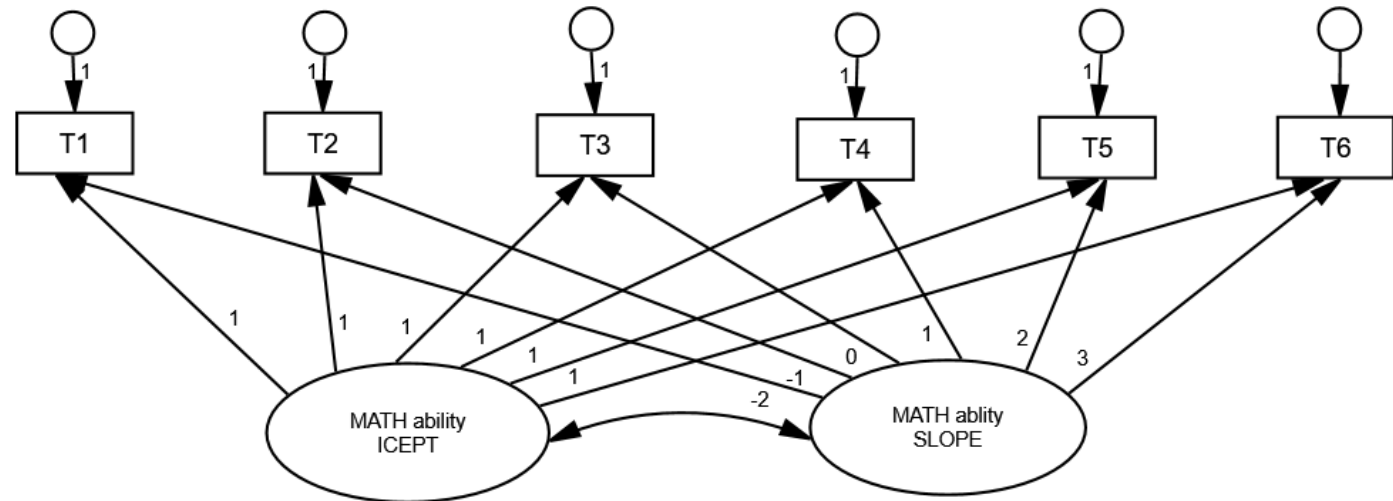 1 1 1 1 1
T1 T2 T3 T4 T5 T6
1 1 1 1 1 1 -2 -1 0 1 2 3
MATH ability
ICEPT
MATH ablity
SLOPE